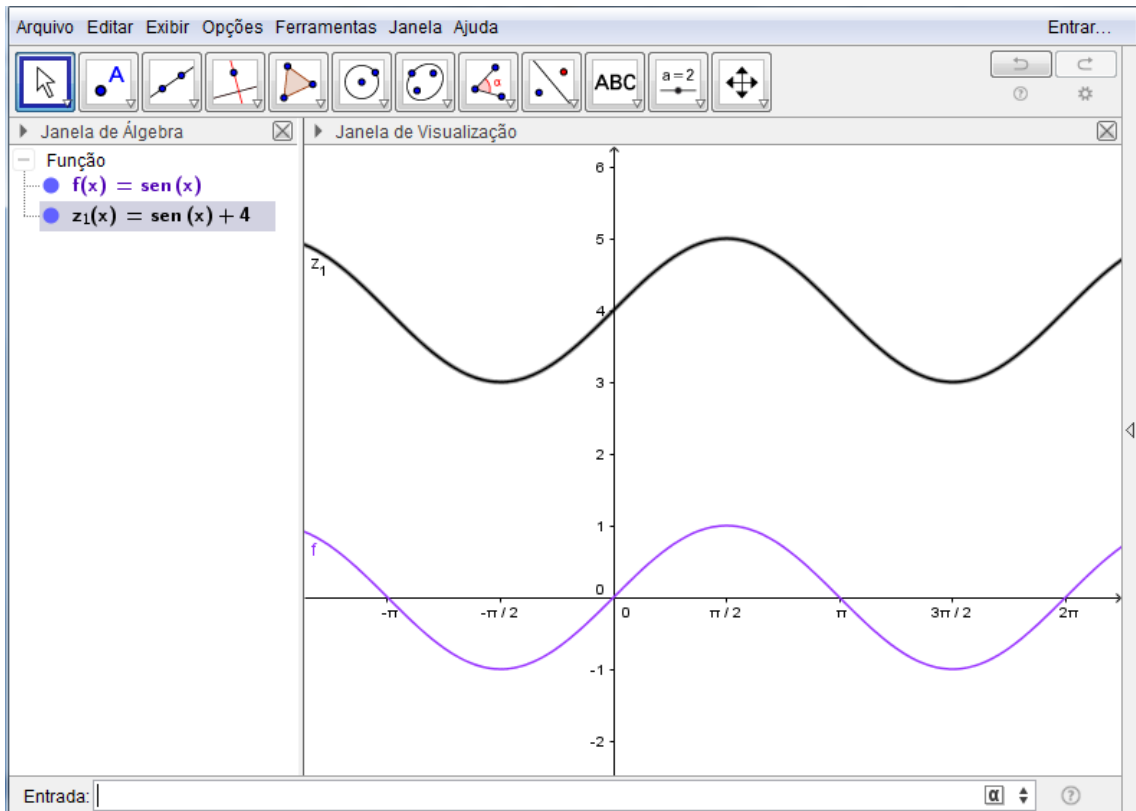 Arquivo Editar Exibir Opções Ferramentas Janela Ajuda Entrar...
A α ABC a=2
Janela de Álgebra
Janela de Visualização
Função
f(x) = sen (x)
z₁(x) = sen (x) + 4
6
5
z₁
4
3
2
1
f
0
-π -π / 2 0 π / 2 π 3π / 2 2π
-1
-2
Entrada: α